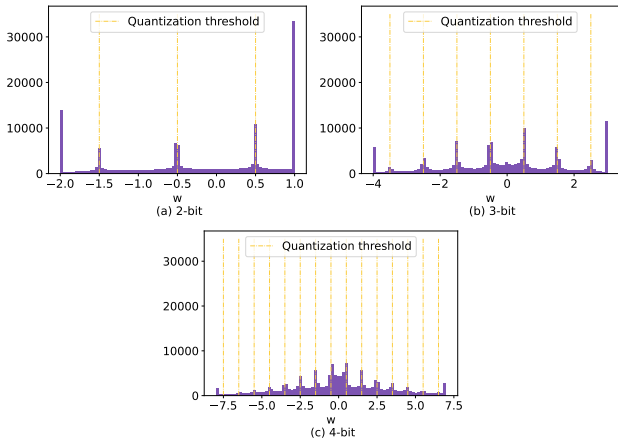 Quantization threshold
30000
20000
10000
0
−2.0 −1.5 −1.0 −0.5 0.0 0.5 1.0
w
(a) 2-bit
Quantization threshold
30000
20000
10000
0
−4 −2 0 2
w
(b) 3-bit
Quantization threshold
30000
20000
10000
0
−7.5 −5.0 −2.5 0.0 2.5 5.0 7.5
w
(c) 4-bit